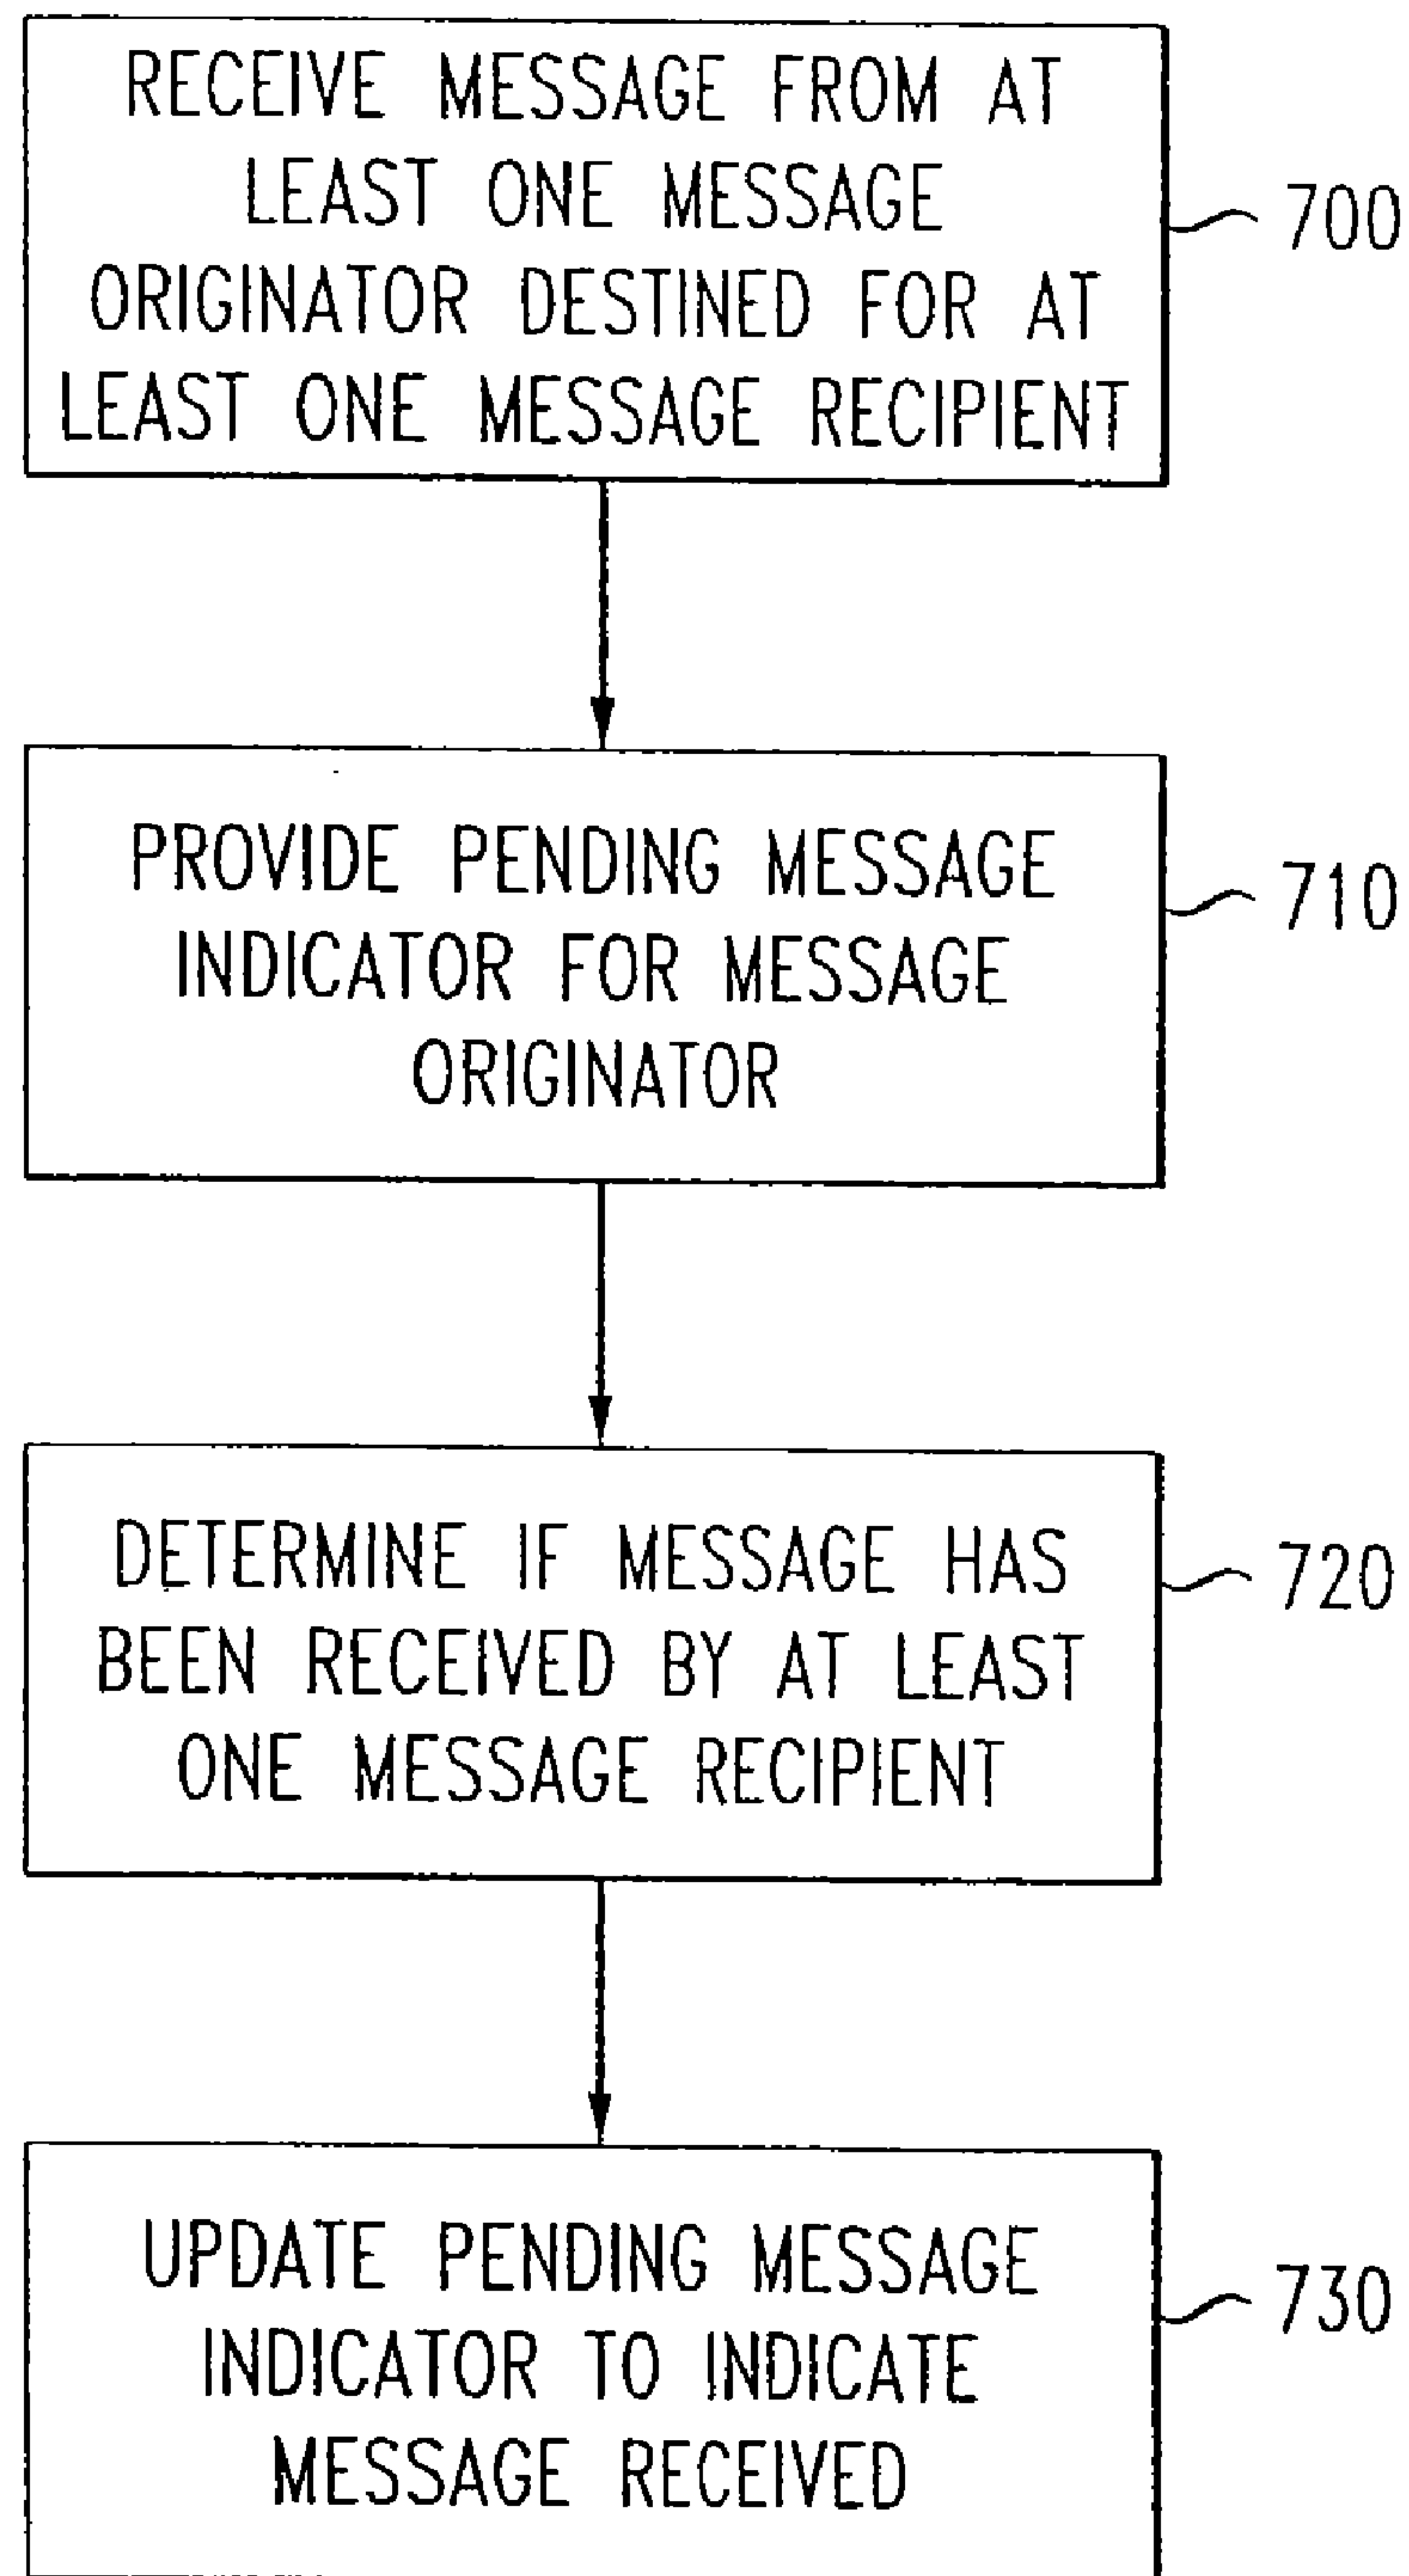 RECEIVE MESSAGE FROM AT
LEAST ONE MESSAGE
ORIGINATOR DESTINED FOR AT
LEAST ONE MESSAGE RECIPIENT
700
PROVIDE PENDING MESSAGE
INDICATOR FOR MESSAGE
ORIGINATOR
710
DETERMINE IF MESSAGE HAS
BEEN RECEIVED BY AT LEAST
ONE MESSAGE RECIPIENT
720
UPDATE PENDING MESSAGE
INDICATOR TO INDICATE
MESSAGE RECEIVED
730